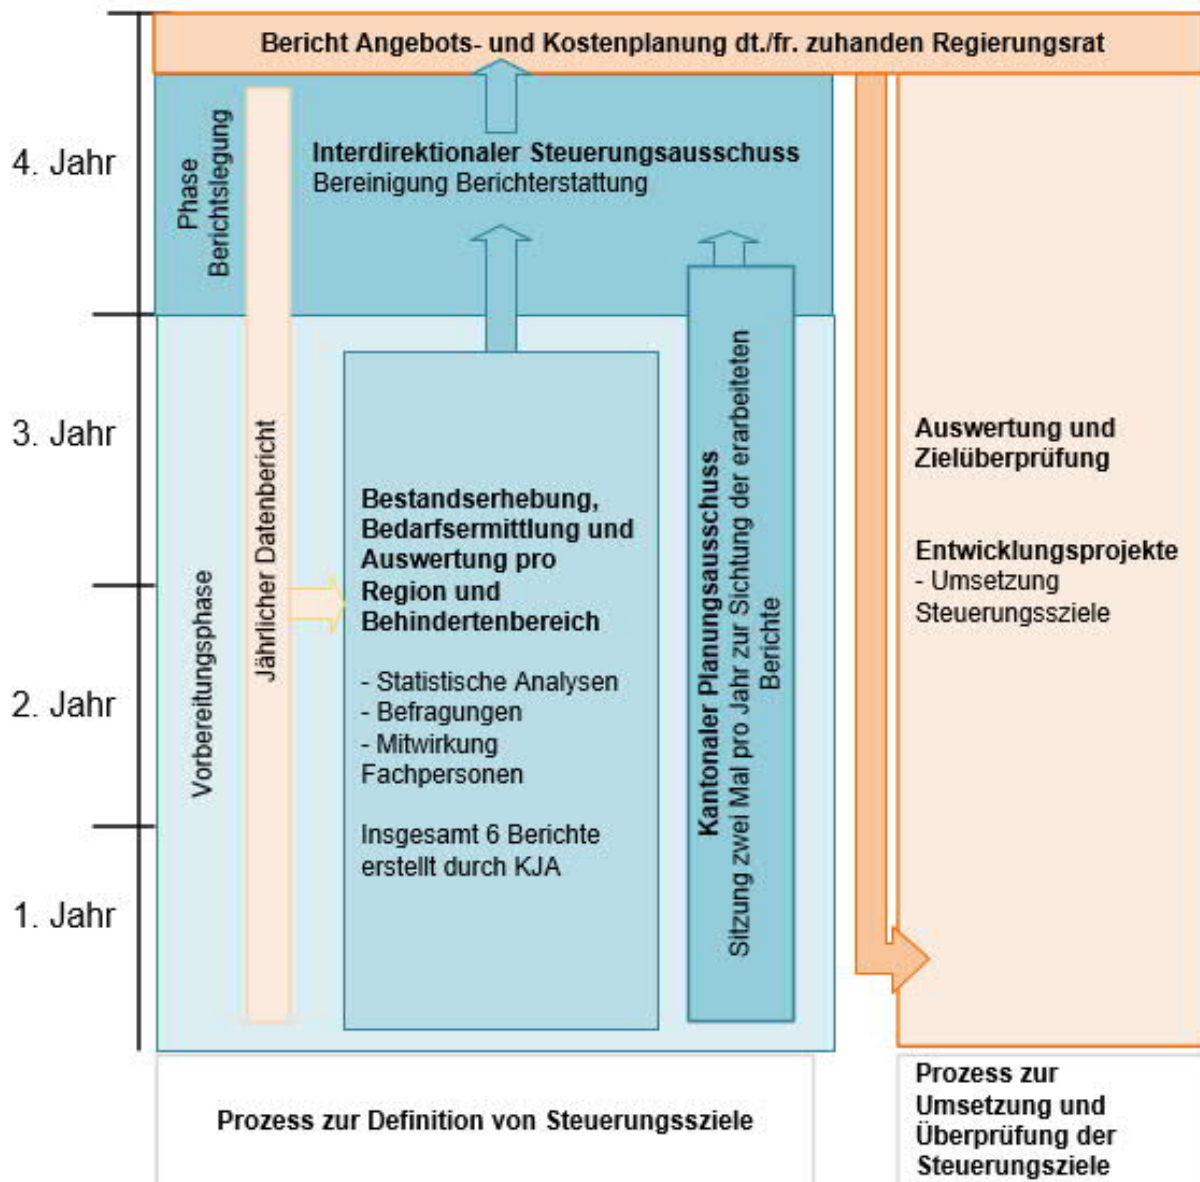 Bericht Angebots- und Kostenplanung dt./fr. zuhanden Regierungsrat
4. Jahr
3. Jahr
2. Jahr
1. Jahr
Phase
Berichtslegung
Vorbereitungsphase
Jährlicher Datenbericht
Interdirektionaler Steuerungsausschuss
Bereinigung Berichterstattung
Bestandserhebung,
Bedarfsermittlung und
Auswertung pro
Region und
Behindertenbereich
- Statistische Analysen
- Befragungen
- Mitwirkung
Fachpersonen
Insgesamt 6 Berichte
erstellt durch KJA
Kantonaler Planungsausschuss
Sitzung zwei Mal pro Jahr zur Sichtung der erarbeiteten
Berichte
Auswertung und
Zielüberprüfung
Entwicklungsprojekte
- Umsetzung
Steuerungssziele
Prozess zur Definition von Steuerungssziele
Prozess zur
Umsetzung und
Überprüfung der
Steuerungsziele